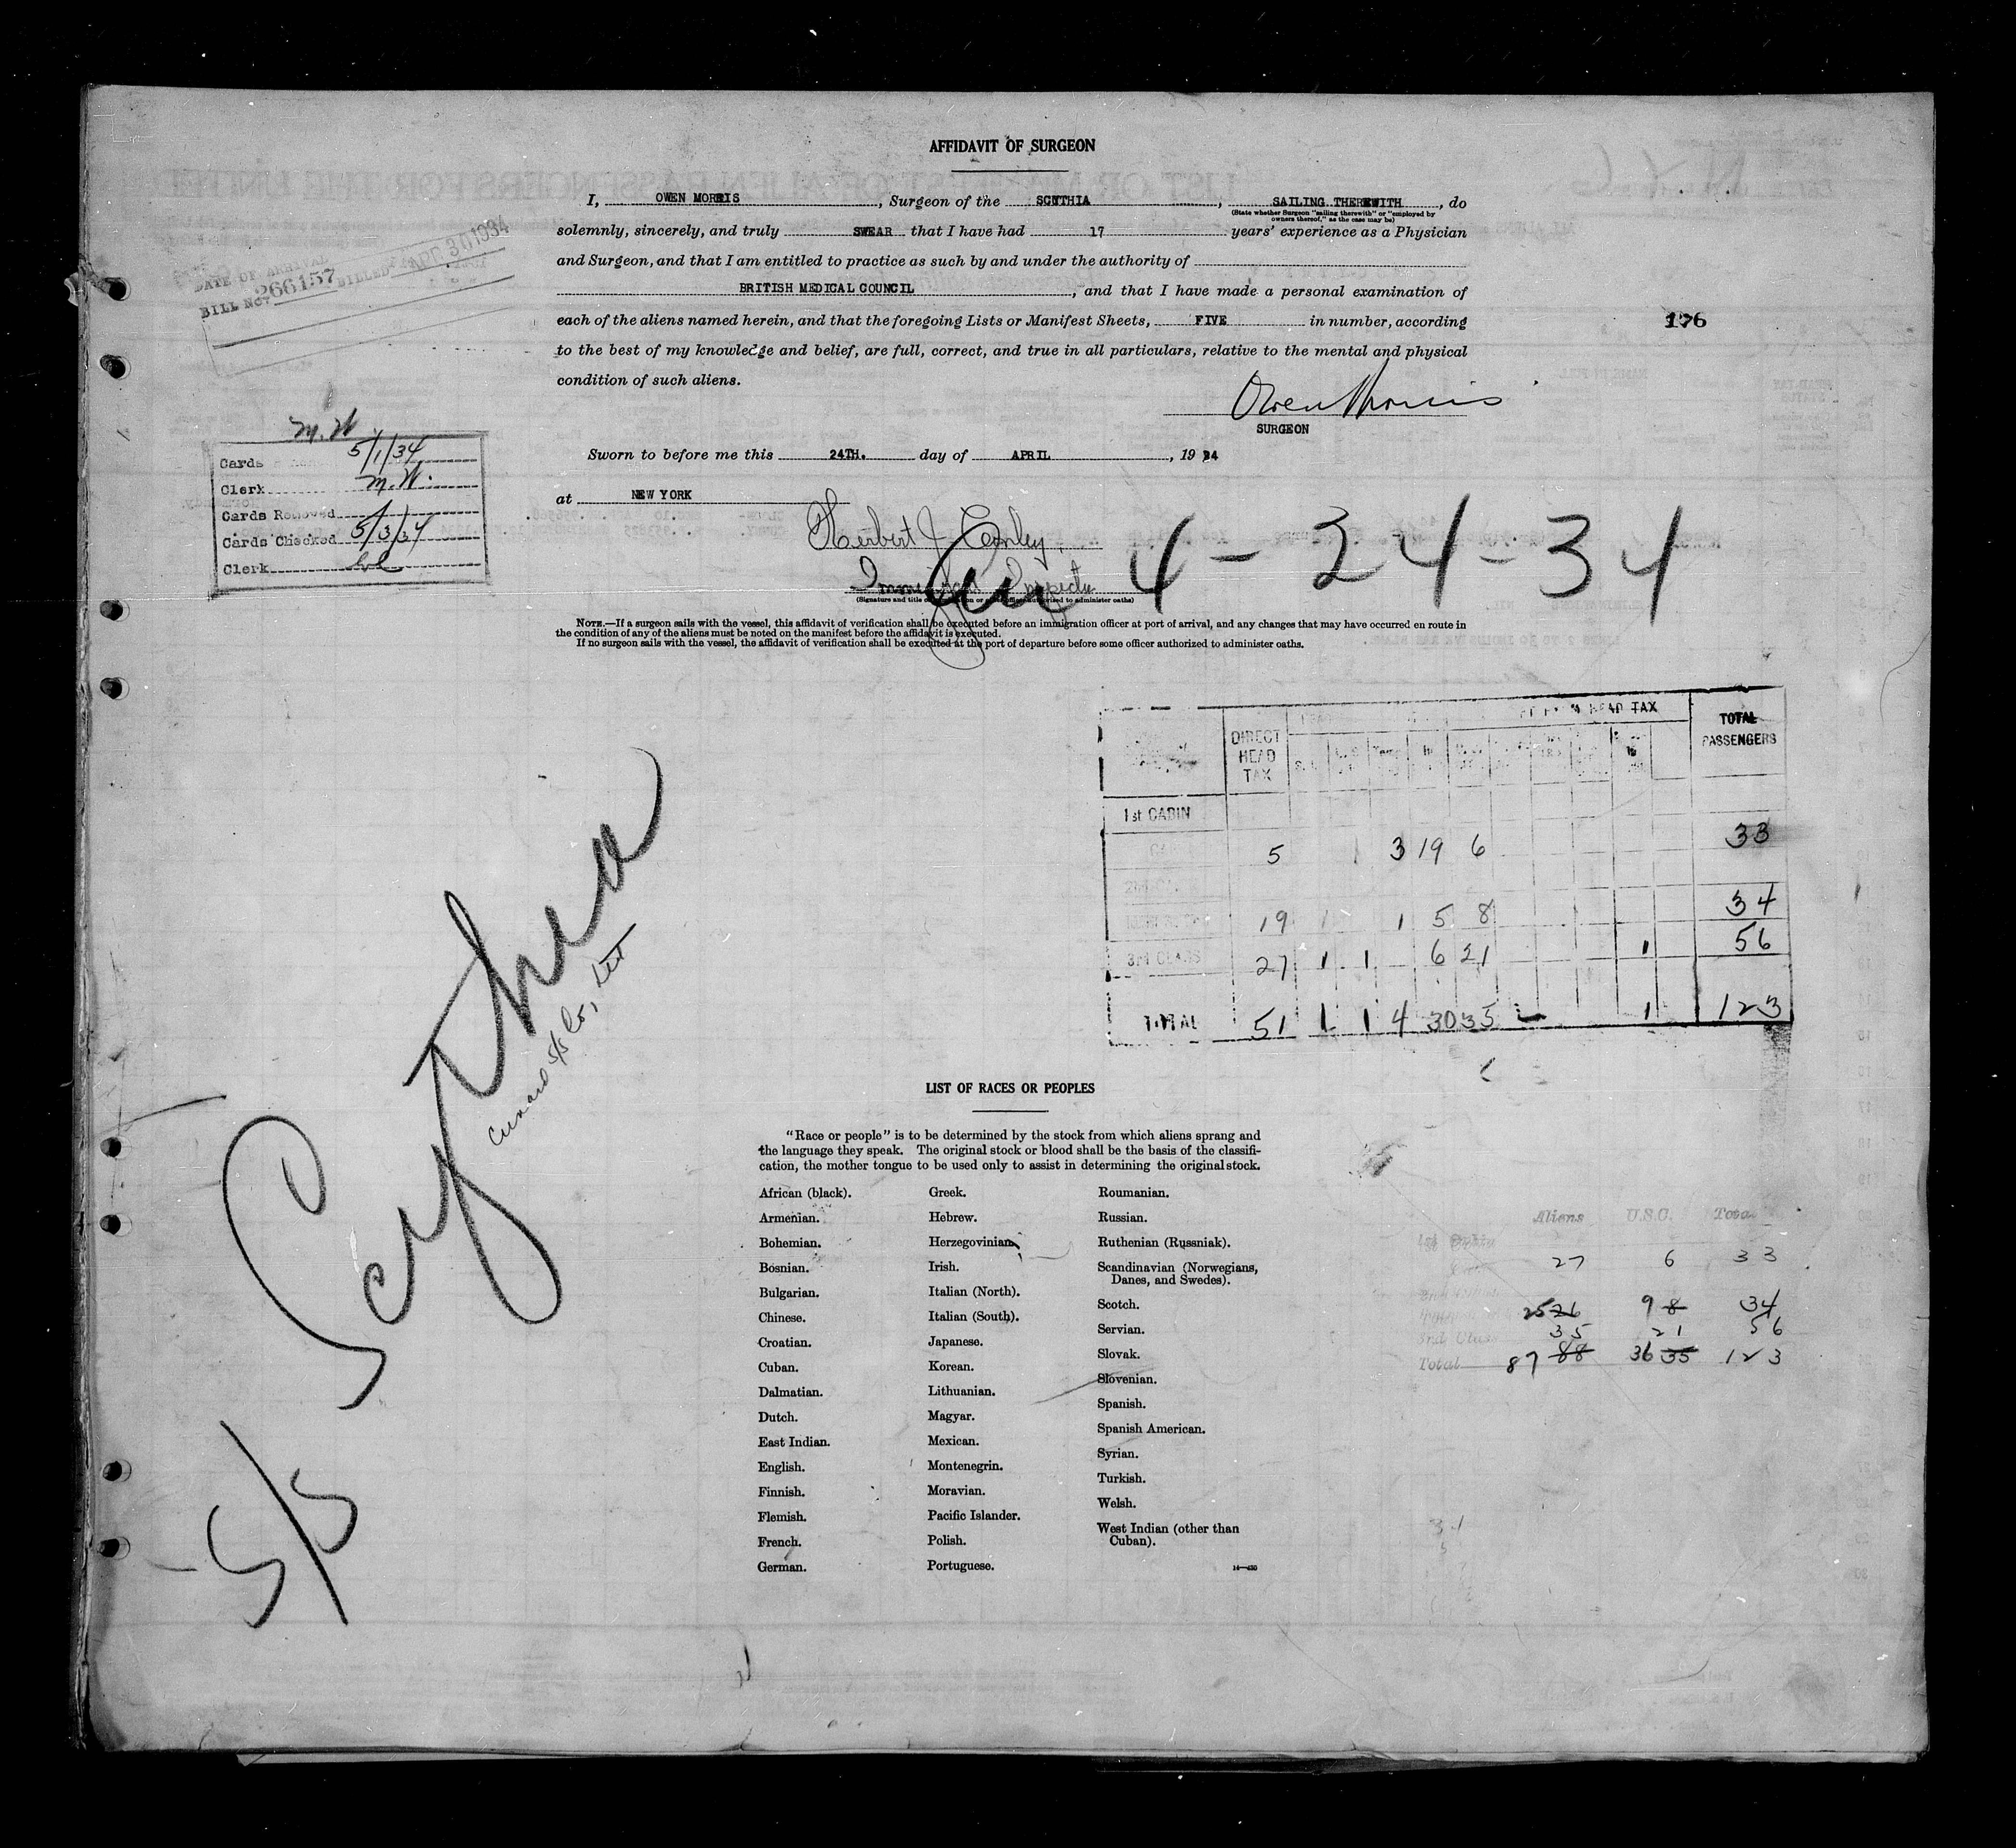 AFFIDAVIT OF SURGEON
I, OWEN MORRIS, Surgeon of the SCYTHIA, SAILING THEREWITH, do
(State whether Surgeon "sailing therewith" or "employed by
owners thereof," as the case may be)
solemnly, sincerely, and truly SWEAR that I have had 17 years' experience as a Physician
and Surgeon, and that I am entitled to practice as such by and under the authority of
BRITISH MEDICAL COUNCIL, and that I have made a personal examination of
each of the aliens named herein, and that the foregoing Lists or Manifest Sheets, FIVE in number, according
to the best of my knowledge and belief, are full, correct, and true in all particulars, relative to the mental and physical
condition of such aliens.
Owen Morris
SURGEON
Sworn to before me this 24TH. day of APRIL, 1934
at NEW YORK
Herbert J
4-24-34
(Signature and title of immigration or other officer authorized to administer oaths)
NOTE.—If a surgeon sails with the vessel, this affidavit of verification shall be executed before an immigration officer at port of arrival, and any changes that may have occurred en route in
the condition of any of the aliens must be noted on the manifest before the affidavit is executed.
If no surgeon sails with the vessel, the affidavit of verification shall be executed at the port of departure before some officer authorized to administer oaths.
DATE OF ARRIVAL
BILL No. 266157 BILLED APR 30 1934
176
M.W.
Cards 5/1/34
Clerk M.W.
Cards Removed
Cards Checked 5/3/34
Clerk
HEAD TAX
DIRECT HEAD TAX
TOTAL PASSENGERS
1st CABIN
5 3 19 6 33
19 1 1 5 8 34
3rd CLASS 27 1 1 6 21 1 56
TOTAL 51 1 1 4 30 35 1 123
S/S Scythia
Cunard S/S Co, Ltd
LIST OF RACES OR PEOPLES
"Race or people" is to be determined by the stock from which aliens sprang and
the language they speak. The original stock or blood shall be the basis of the classifi-
cation, the mother tongue to be used only to assist in determining the original stock.
African (black).
Armenian.
Bohemian.
Bosnian.
Bulgarian.
Chinese.
Croatian.
Cuban.
Dalmatian.
Dutch.
East Indian.
English.
Finnish.
Flemish.
French.
German.
Greek.
Hebrew.
Herzegovinian.
Irish.
Italian (North).
Italian (South).
Japanese.
Korean.
Lithuanian.
Magyar.
Mexican.
Montenegrin.
Moravian.
Pacific Islander.
Polish.
Portuguese.
Roumanian.
Russian.
Ruthenian (Russniak).
Scandinavian (Norwegians,
Danes, and Swedes).
Scotch.
Servian.
Slovak.
Slovenian.
Spanish.
Spanish American.
Syrian.
Turkish.
Welsh.
West Indian (other than
Cuban).
Aliens U.S.C. Total
27 6 33
25 26 9 8 34
3rd Class 35 21 56
Total 87 88 36 35 123